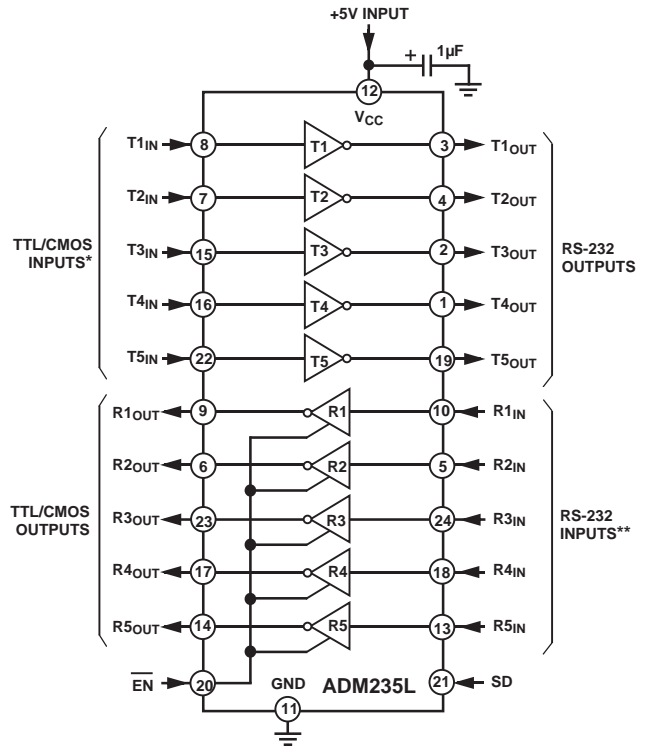 +5V INPUT
+ 1µF
12
VCC
T1IN 8 T1 3 T1OUT
T2IN 7 T2 4 T2OUT
T3IN 15 T3 2 T3OUT
T4IN 16 T4 1 T4OUT
T5IN 22 T5 19 T5OUT
TTL/CMOS
INPUTS*
RS-232
OUTPUTS
R1OUT 9 R1 10 R1IN
R2OUT 6 R2 5 R2IN
R3OUT 23 R3 24 R3IN
R4OUT 17 R4 18 R4IN
R5OUT 14 R5 13 R5IN
TTL/CMOS
OUTPUTS
RS-232
INPUTS**
EN 20 GND ADM235L 21 SD
11